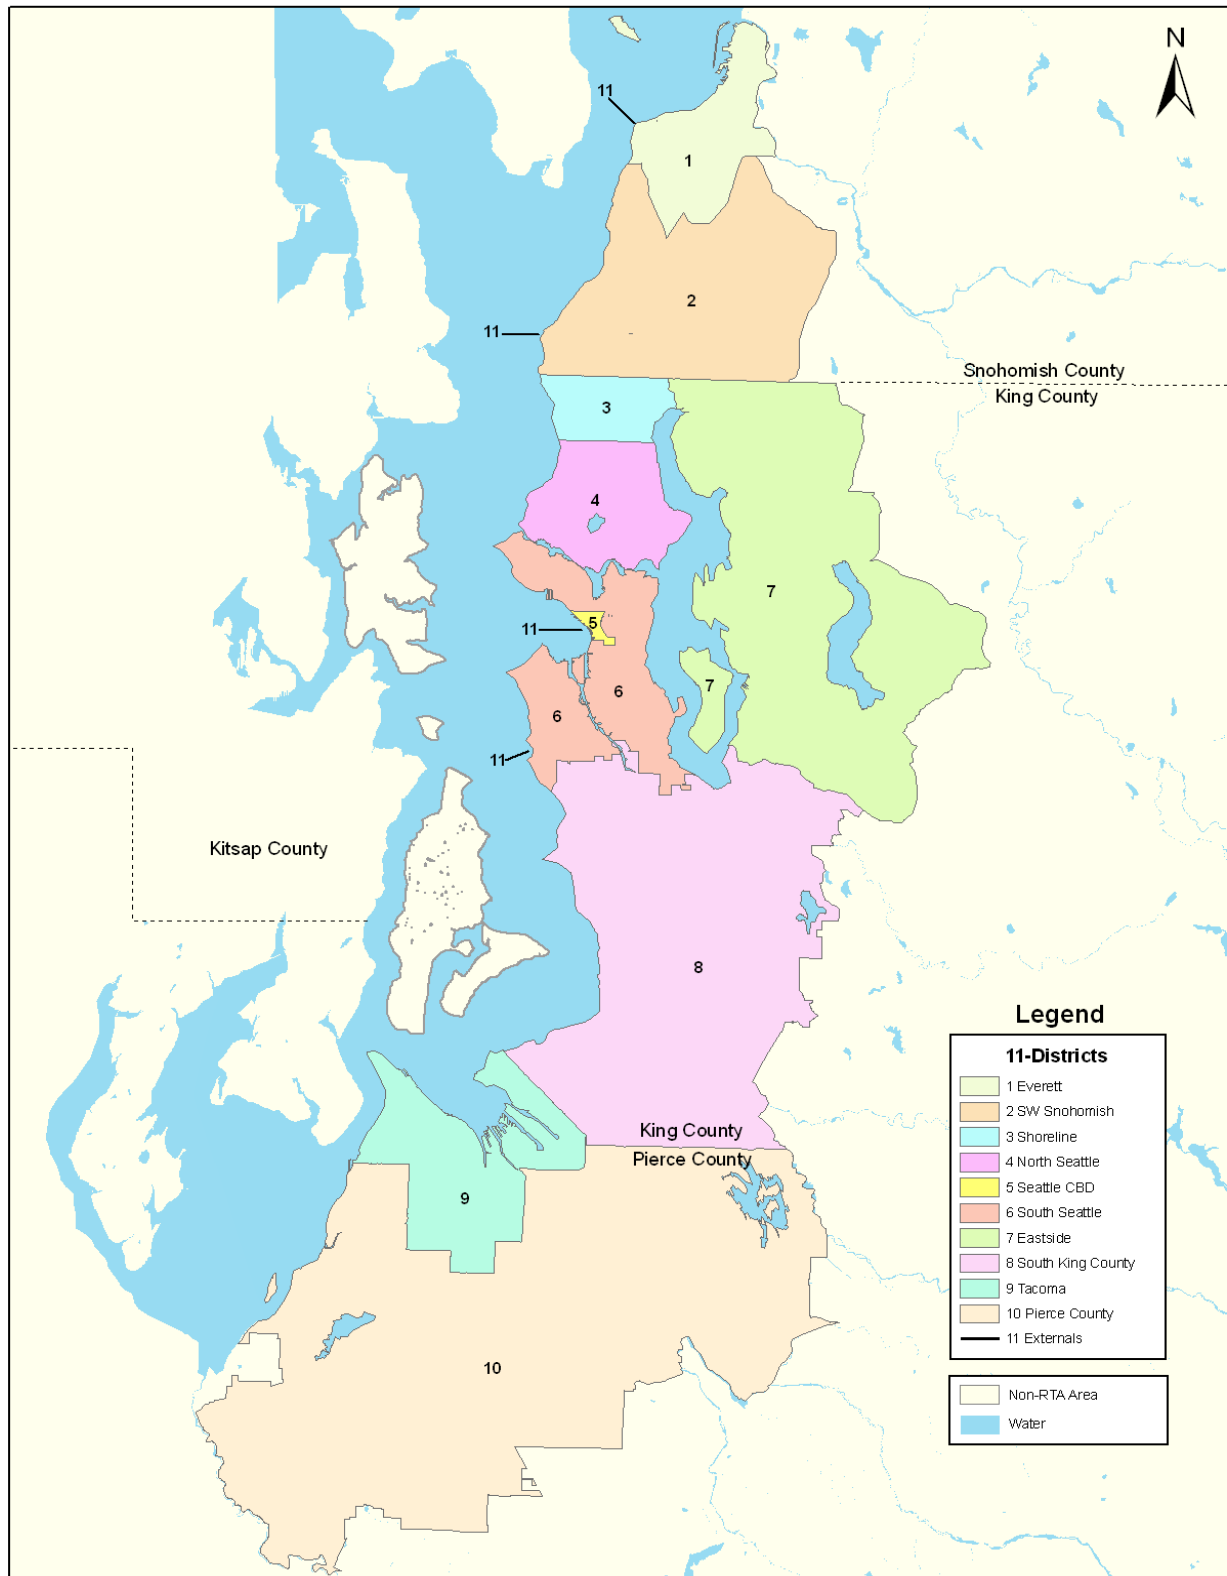 N
11
1
2
11
Snohomish County
King County
3
4
7
5
11
6
7
6
11
Kitsap County
8
Legend
11-Districts
1 Everett
2 SW Snohomish
3 Shoreline
4 North Seattle
5 Seattle CBD
6 South Seattle
7 Eastside
8 South King County
9 Tacoma
10 Pierce County
11 Externals
Non-RTA Area
Water
King County
Pierce County
9
10